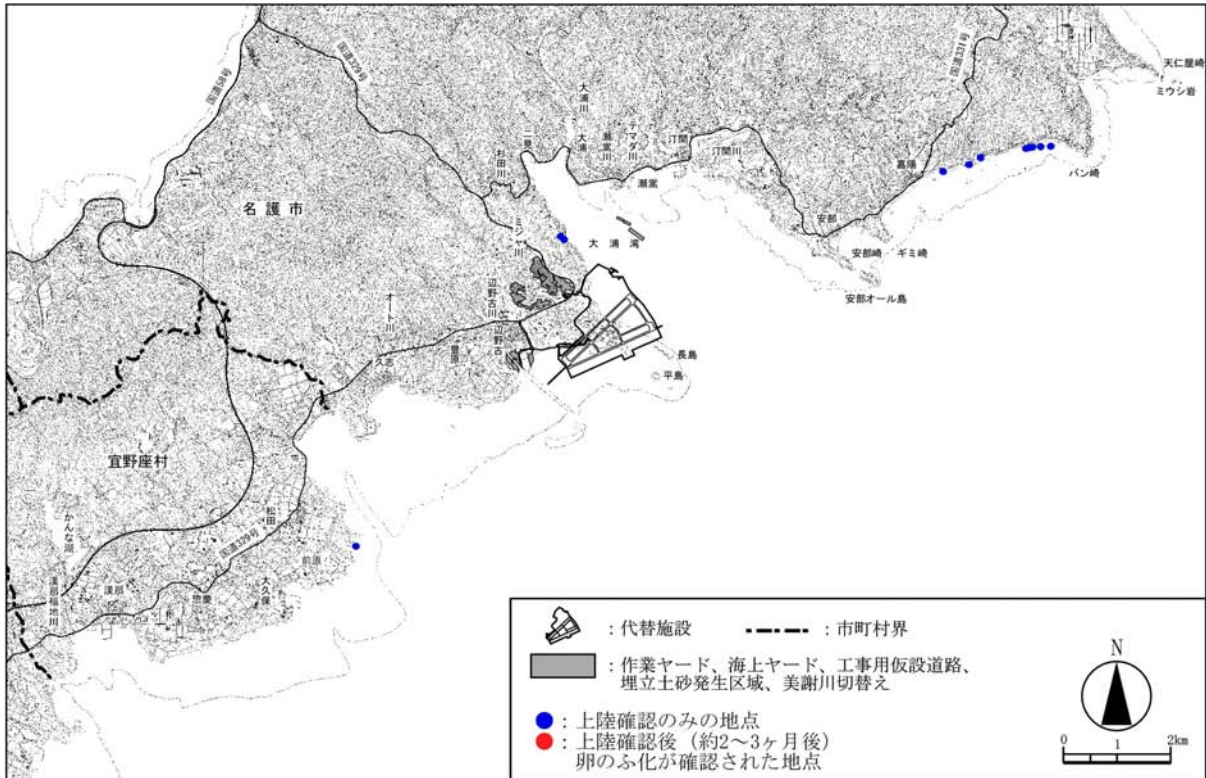 国道58号
国道329号
国道331号
天仁屋崎
ミウシ岩
バン崎
嘉陽
安部
安部崎
ギミ崎
安部オール島
大浦川
大浦
瀬嵩川
テマダ川
汀間
汀間川
瀬嵩
二見
杉田川
大浦湾
名護市
辺野古川
辺野古
オード川
豊原
久志
長島
平島
宜野座村
かんな湖
松田
国道329号
前原
大久保
惣慶
漢那
漢那福地川
：代替施設
：市町村界
：作業ヤード、海上ヤード、工事用仮設道路、
埋立土砂発生区域、美謝川切替え
：上陸確認のみの地点
：上陸確認後（約2～3ヶ月後）
卵のふ化が確認された地点
N
0 1 2km